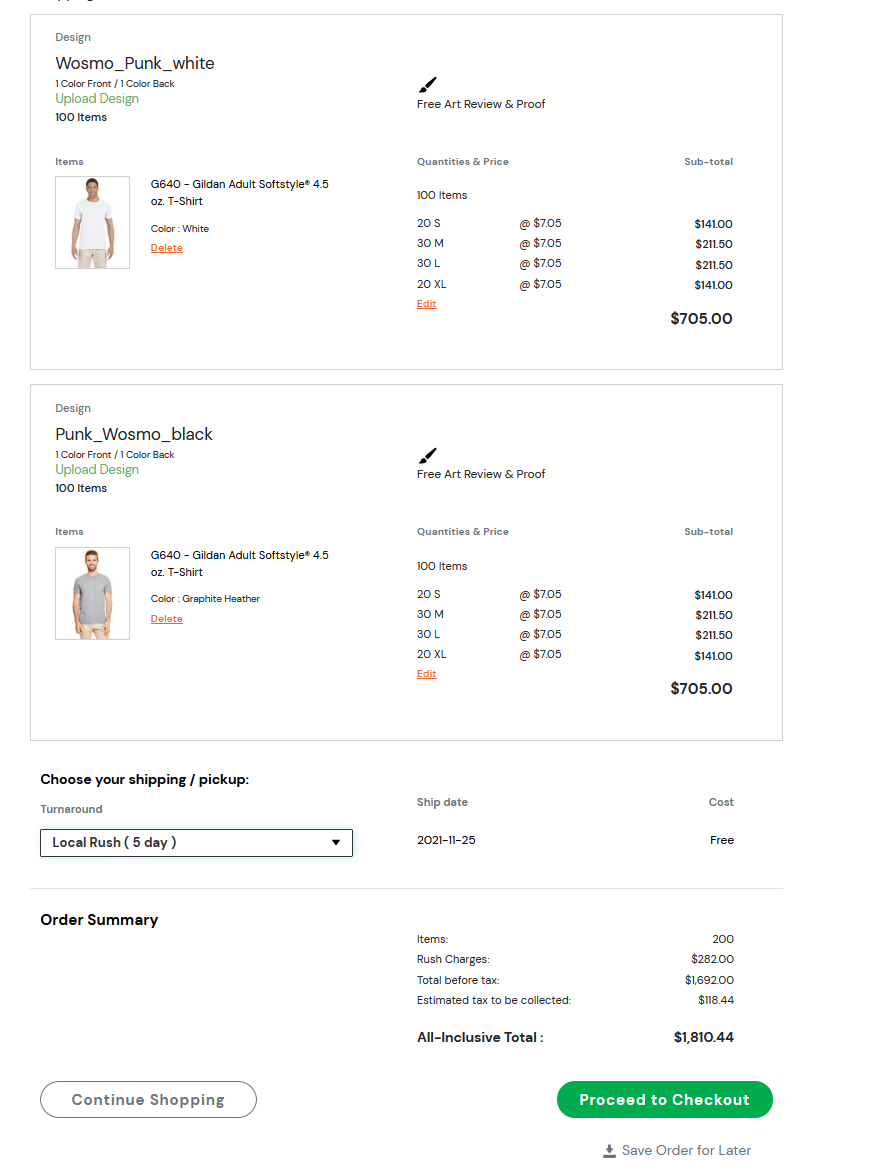 Design
Wosmo_Punk_white
1 Color Front / 1 Color Back
Upload Design
100 Items
Free Art Review & Proof
Items
Quantities & Price
Sub-total
G640 - Gildan Adult Softstyle® 4.5
oz. T-Shirt
Color : White
Delete
100 Items
20 S @ $7.05 $141.00
30 M @ $7.05 $211.50
30 L @ $7.05 $211.50
20 XL @ $7.05 $141.00
Edit
$705.00
Design
Punk_Wosmo_black
1 Color Front / 1 Color Back
Upload Design
100 Items
Free Art Review & Proof
Items
Quantities & Price
Sub-total
G640 - Gildan Adult Softstyle® 4.5
oz. T-Shirt
Color : Graphite Heather
Delete
100 Items
20 S @ $7.05 $141.00
30 M @ $7.05 $211.50
30 L @ $7.05 $211.50
20 XL @ $7.05 $141.00
Edit
$705.00
Choose your shipping / pickup:
Turnaround
Ship date
Cost
Local Rush ( 5 day )
2021-11-25
Free
Order Summary
Items: 200
Rush Charges: $282.00
Total before tax: $1,692.00
Estimated tax to be collected: $118.44
All-Inclusive Total : $1,810.44
Continue Shopping
Proceed to Checkout
Save Order for Later